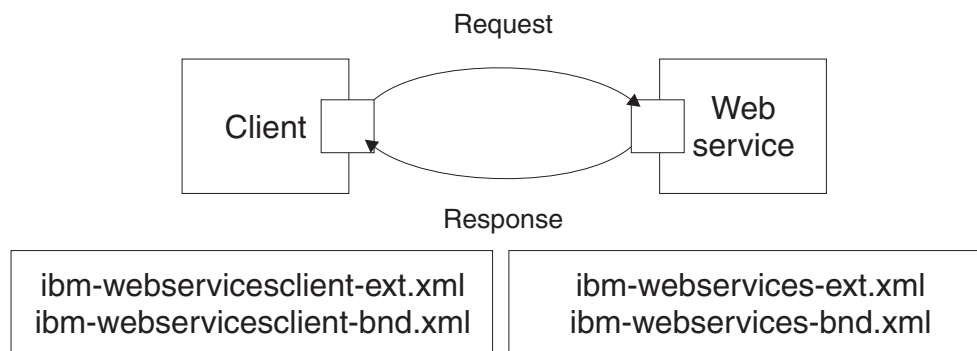 Request
Client
Web
service
Response
ibm-webservicesclient-ext.xml
ibm-webservicesclient-bnd.xml
ibm-webservices-ext.xml
ibm-webservices-bnd.xml